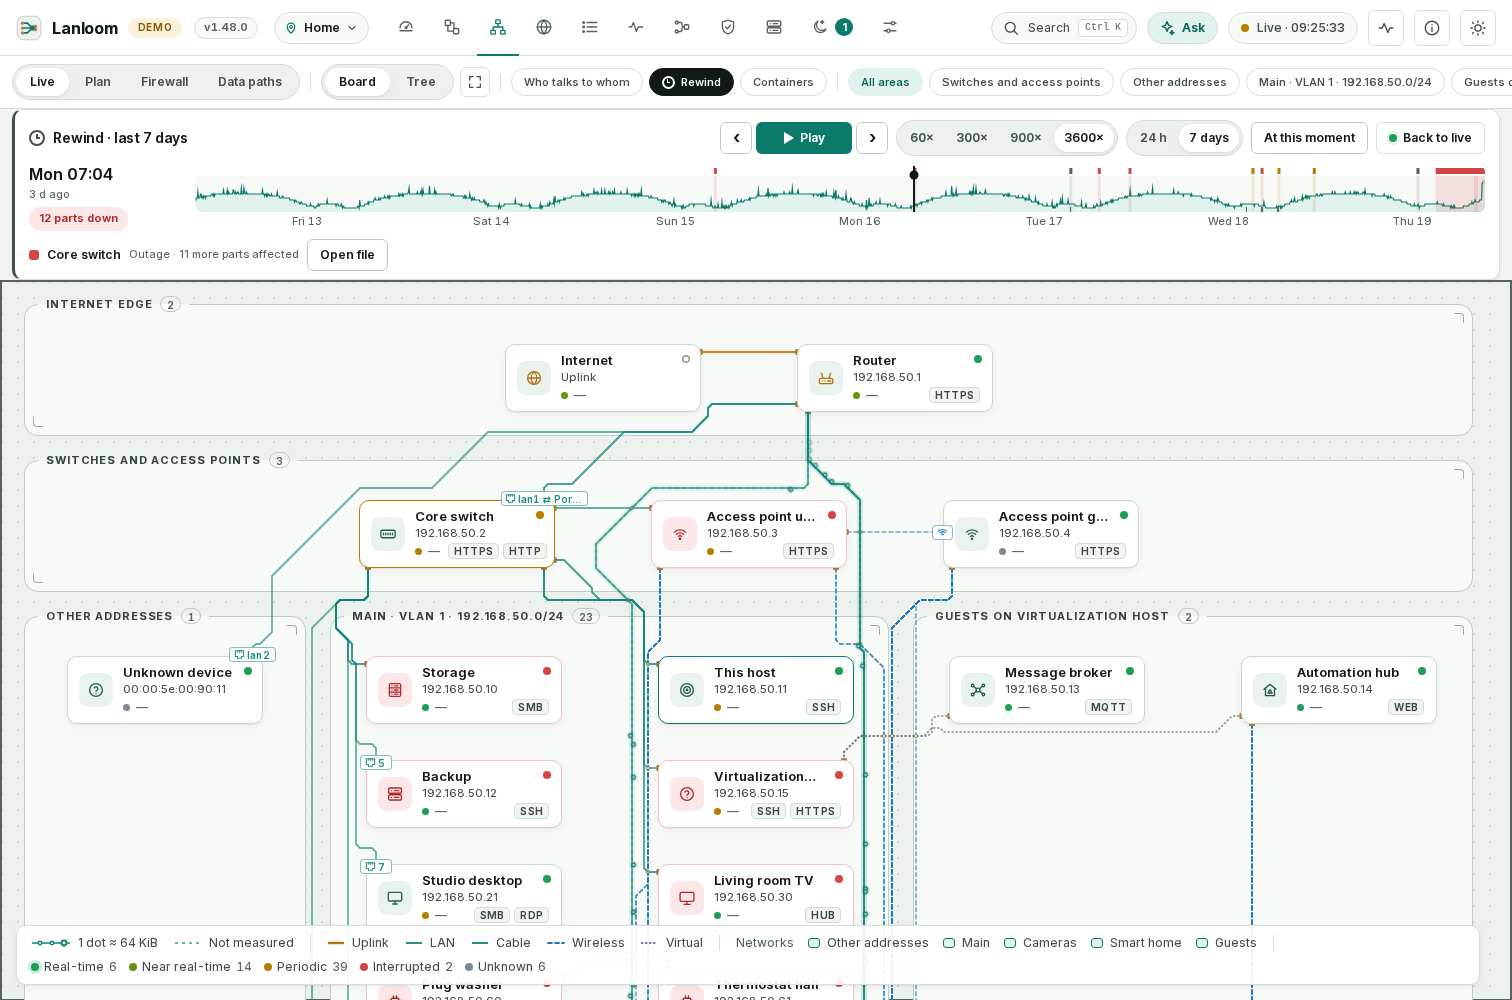 Lanloom DEMO v1.48.0 Home 1 Search Ctrl K Ask Live · 09:25:33
Live Plan Firewall Data paths Board Tree Who talks to whom Rewind Containers All areas Switches and access points Other addresses Main · VLAN 1 · 192.168.50.0/24 Guests
Rewind · last 7 days ‹ Play › 60× 300× 900× 3600× 24 h 7 days At this moment Back to live
Mon 07:04
3 d ago
12 parts down
Fri 13 Sat 14 Sun 15 Mon 16 Tue 17 Wed 18 Thu 19
Core switch Outage · 11 more parts affected Open file
INTERNET EDGE 2
Internet
Uplink
—
Router
192.168.50.1
— HTTPS
SWITCHES AND ACCESS POINTS 3
lan1 ⇄ Por...
Core switch
192.168.50.2
— HTTPS HTTP
Access point u...
192.168.50.3
— HTTPS
Access point g...
192.168.50.4
— HTTPS
OTHER ADDRESSES 1
lan2
Unknown device
00:00:5e:00:90:11
—
MAIN · VLAN 1 · 192.168.50.0/24 23
Storage
192.168.50.10
— SMB
This host
192.168.50.11
— SSH
5
Backup
192.168.50.12
— SSH
Virtualization...
192.168.50.15
— SSH HTTPS
7
Studio desktop
192.168.50.21
— SMB RDP
Living room TV
192.168.50.30
— HUB
GUESTS ON VIRTUALIZATION HOST 2
Message broker
192.168.50.13
— MQTT
Automation hub
192.168.50.14
— WEB
1 dot ≈ 64 KiB Not measured Uplink LAN Cable Wireless Virtual Networks Other addresses Main Cameras Smart home Guests
Real-time 6 Near real-time 14 Periodic 39 Interrupted 2 Unknown 6
Plug washer
Thermostat hall